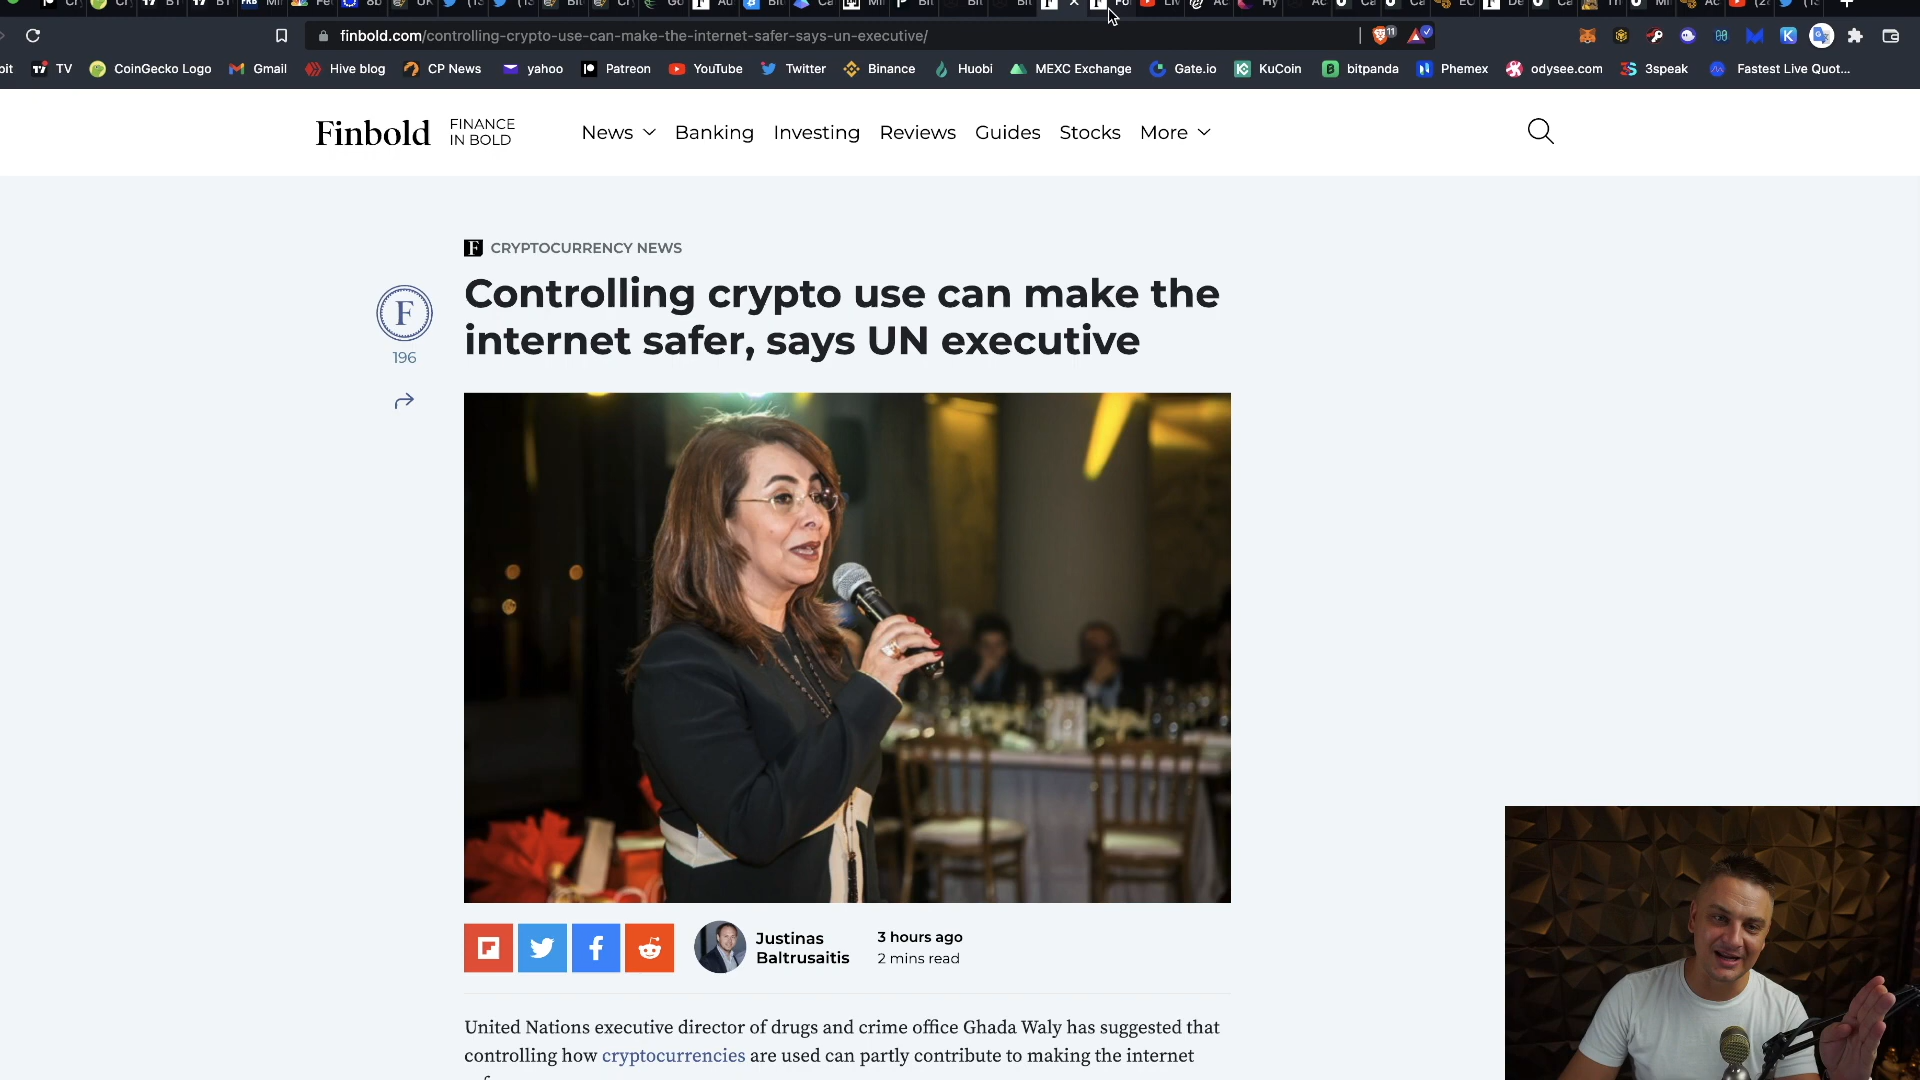 finbold.com/controlling-crypto-use-can-make-the-internet-safer-says-un-executive/
11
TV CoinGecko Logo Gmail Hive blog CP News yahoo Patreon YouTube Twitter Binance Huobi MEXC Exchange Gate.io KuCoin bitpanda Phemex odysee.com 3speak Fastest Live Quot...
Finbold FINANCE
IN BOLD
News Banking Investing Reviews Guides Stocks More
F CRYPTOCURRENCY NEWS
Controlling crypto use can make the
internet safer, says UN executive
F
196
Justinas
Baltrusaitis
3 hours ago
2 mins read
United Nations executive director of drugs and crime office Ghada Waly has suggested that
controlling how cryptocurrencies are used can partly contribute to making the internet